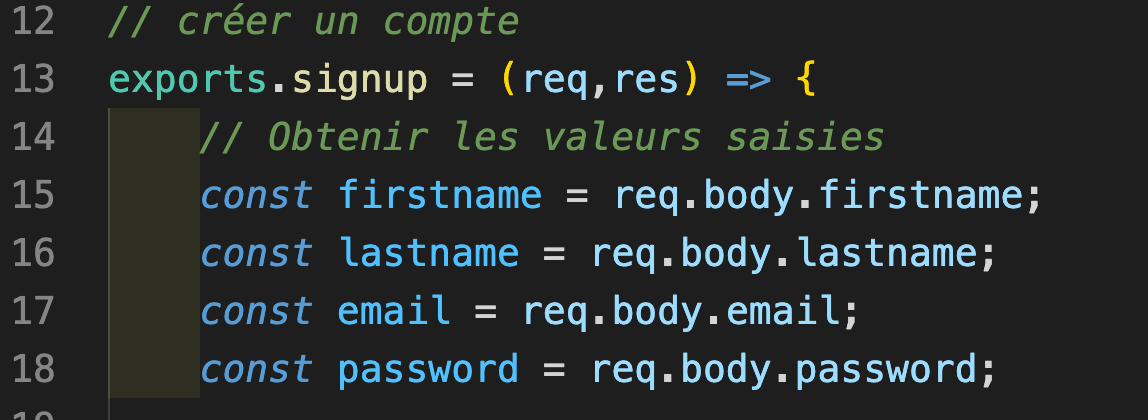 12 // créer un compte
13 exports.signup = (req,res) => {
14 // Obtenir les valeurs saisies
15 const firstname = req.body.firstname;
16 const lastname = req.body.lastname;
17 const email = req.body.email;
18 const password = req.body.password;